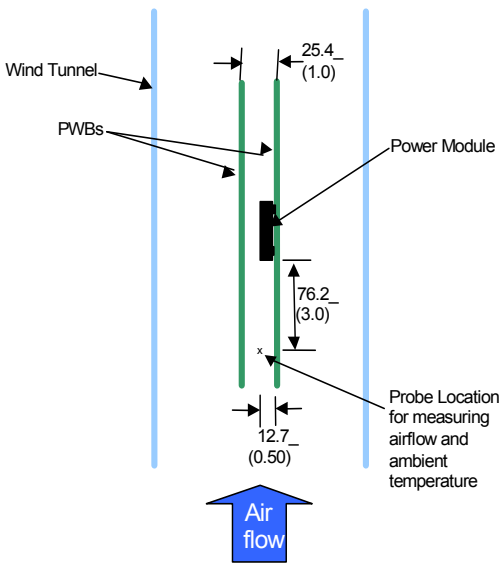 25.4_
(1.0)
Wind Tunnel
PWBs
Power Module
76.2_
(3.0)
x
Probe Location
for measuring
airflow and
ambient
temperature
12.7_
(0.50)
Air
flow